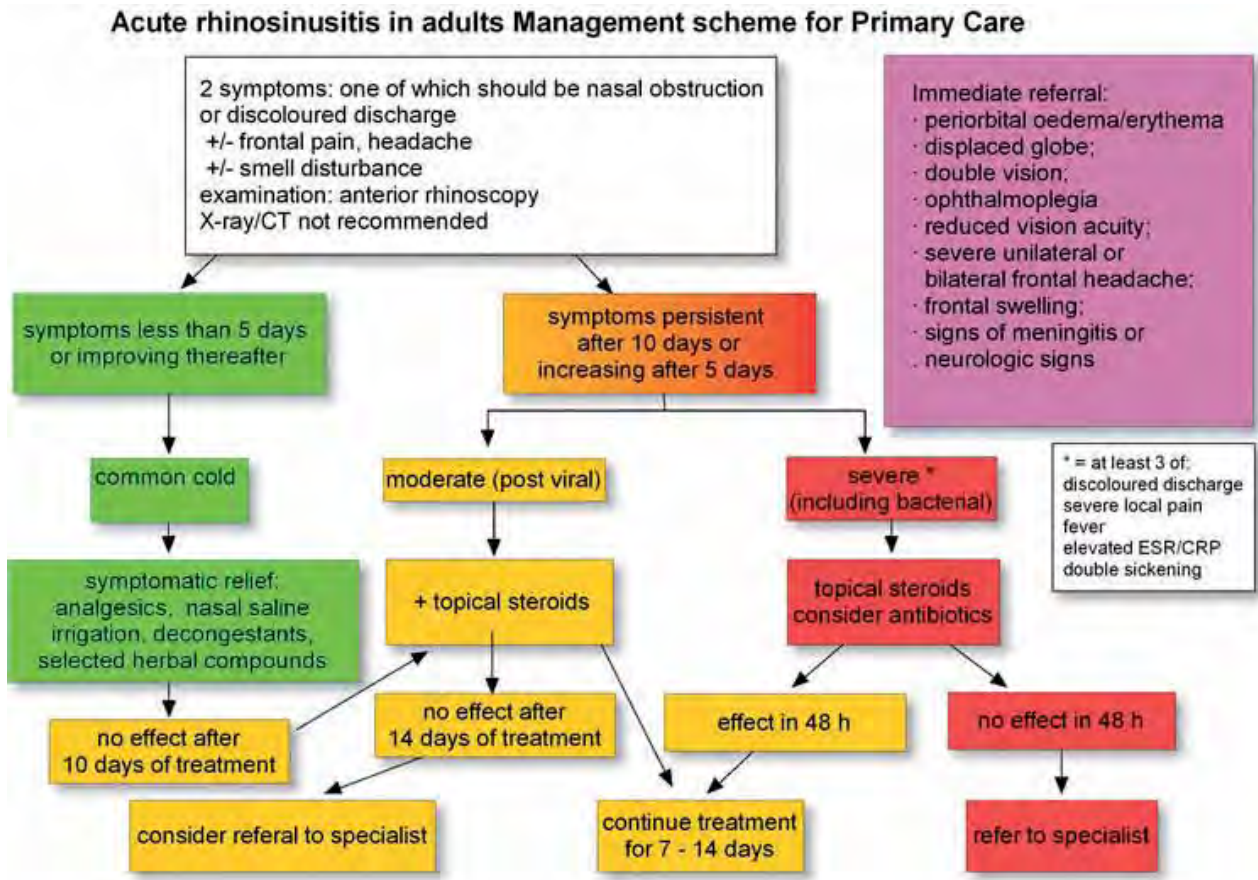 Acute rhinosinusitis in adults Management scheme for Primary Care
2 symptoms: one of which should be nasal obstruction
or discoloured discharge
+/- frontal pain, headache
+/- smell disturbance
examination: anterior rhinoscopy
X-ray/CT not recommended
Immediate referral:
· periorbital oedema/erythema
· displaced globe;
· double vision;
· ophthalmoplegia
· reduced vision acuity;
· severe unilateral or
bilateral frontal headache;
· frontal swelling;
· signs of meningitis or
. neurologic signs
symptoms less than 5 days
or improving thereafter
symptoms persistent
after 10 days or
increasing after 5 days
common cold
moderate (post viral)
severe *
(including bacterial)
* = at least 3 of:
discoloured discharge
severe local pain
fever
elevated ESR/CRP
double sickening
symptomatic relief:
analgesics, nasal saline
irrigation, decongestants,
selected herbal compounds
+ topical steroids
topical steroids
consider antibiotics
no effect after
10 days of treatment
no effect after
14 days of treatment
effect in 48 h
no effect in 48 h
consider referal to specialist
continue treatment
for 7 - 14 days
refer to specialist